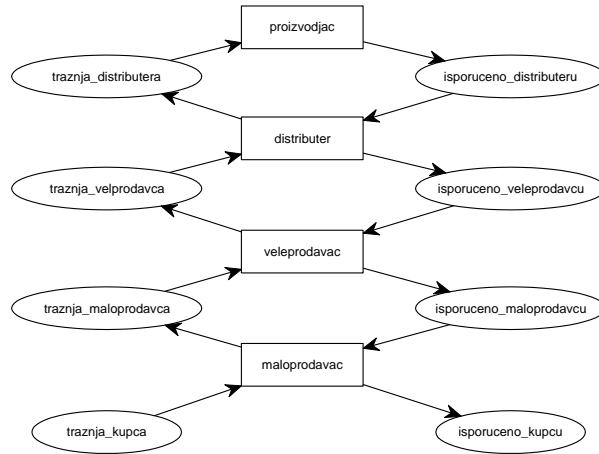 proizvodjac
traznja_distributera
isporuceno_distributeru
distributer
traznja_velprodavca
isporuceno_veleprodavcu
veleprodavac
traznja_maloprodavca
isporuceno_maloprodavcu
maloprodavac
traznja_kupca
isporuceno_kupcu